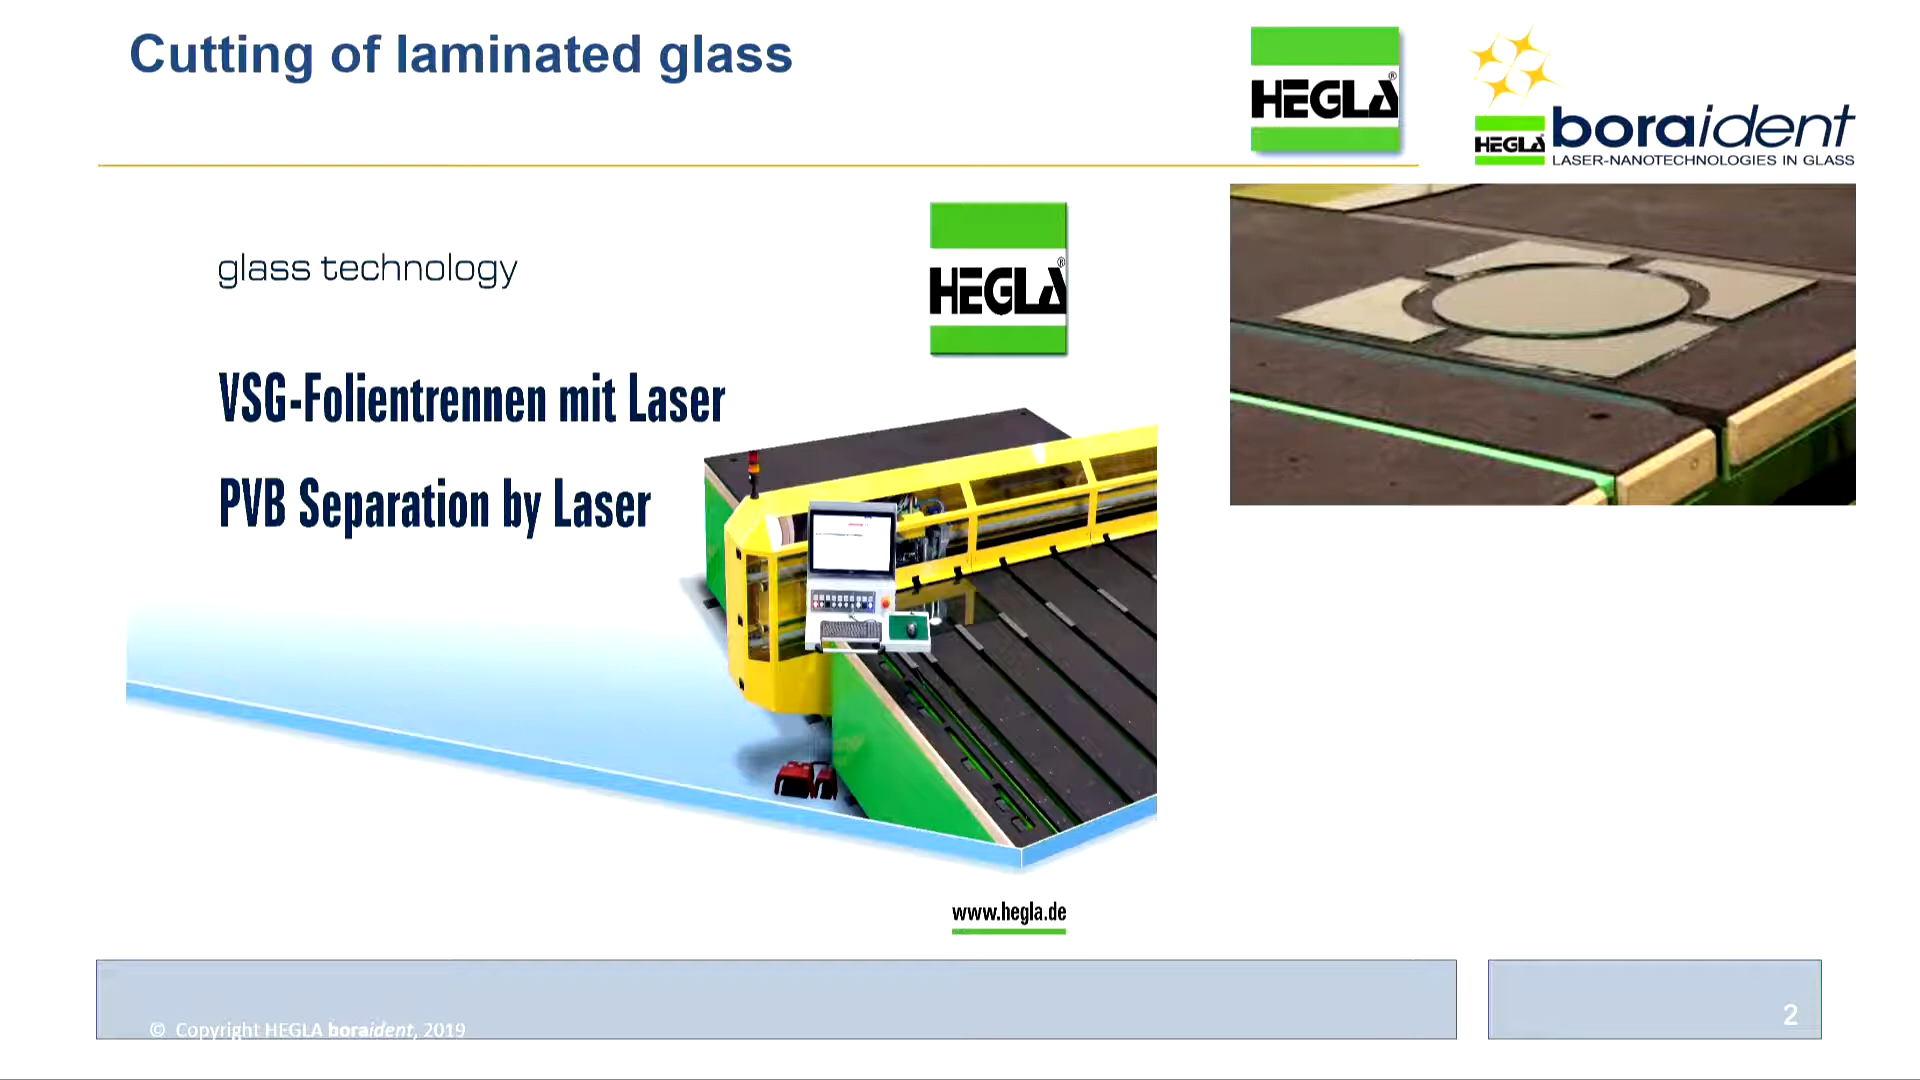 Cutting of laminated glass
HEGLA®
HEGLA boraident
LASER-NANOTECHNOLOGIES IN GLASS
glass technology
HEGLA®
VSG-Folientrennen mit Laser
PVB Separation by Laser
www.hegla.de
© Copyright HEGLA boraident, 2019
2